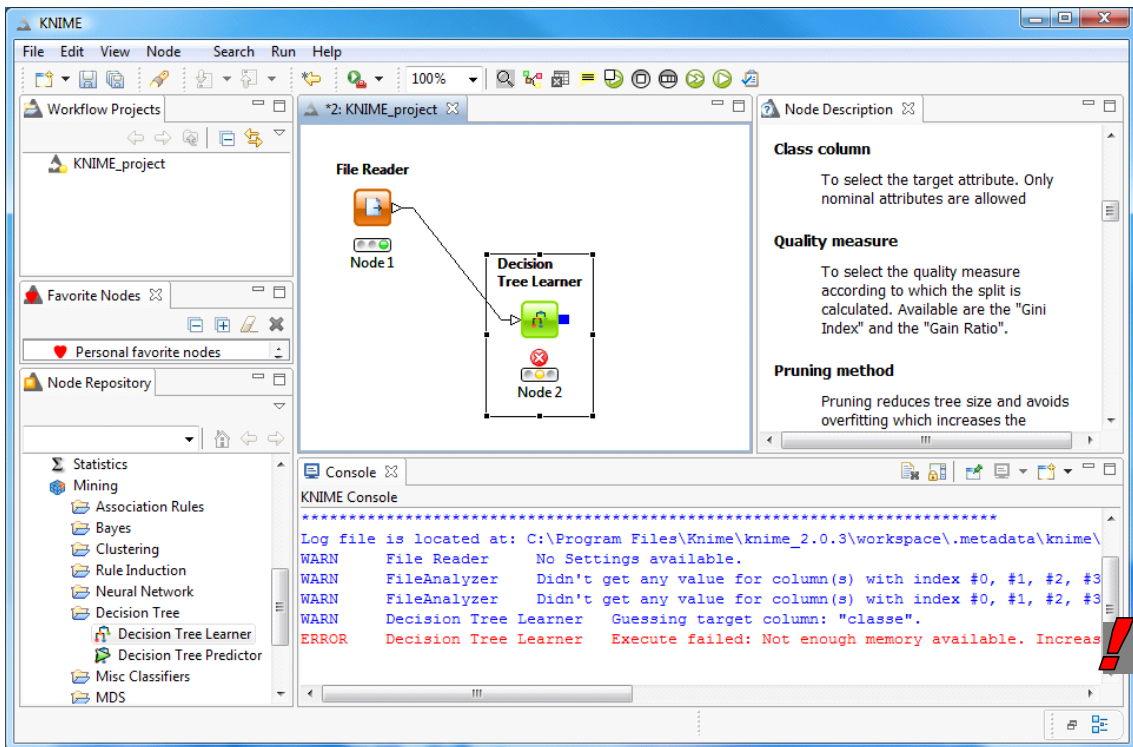 KNIME
File Edit View Node Search Run Help
100%
Workflow Projects
KNIME_project
Favorite Nodes
Personal favorite nodes
Node Repository
Statistics
Mining
Association Rules
Bayes
Clustering
Rule Induction
Neural Network
Decision Tree
Decision Tree Learner
Decision Tree Predictor
Misc Classifiers
MDS
*2: KNIME_project
File Reader
Node 1
Decision
Tree Learner
Node 2
Node Description
Class column
To select the target attribute. Only
nominal attributes are allowed
Quality measure
To select the quality measure
according to which the split is
calculated. Available are the "Gini
Index" and the "Gain Ratio".
Pruning method
Pruning reduces tree size and avoids
overfitting which increases the
Console
KNIME Console
**************************************************************************
Log file is located at: C:\Program Files\Knime\knime_2.0.3\workspace\.metadata\knime\
WARN File Reader No Settings available.
WARN FileAnalyzer Didn't get any value for column(s) with index #0, #1, #2, #3
WARN FileAnalyzer Didn't get any value for column(s) with index #0, #1, #2, #3
WARN Decision Tree Learner Guessing target column: "classe".
ERROR Decision Tree Learner Execute failed: Not enough memory available. Increas
!